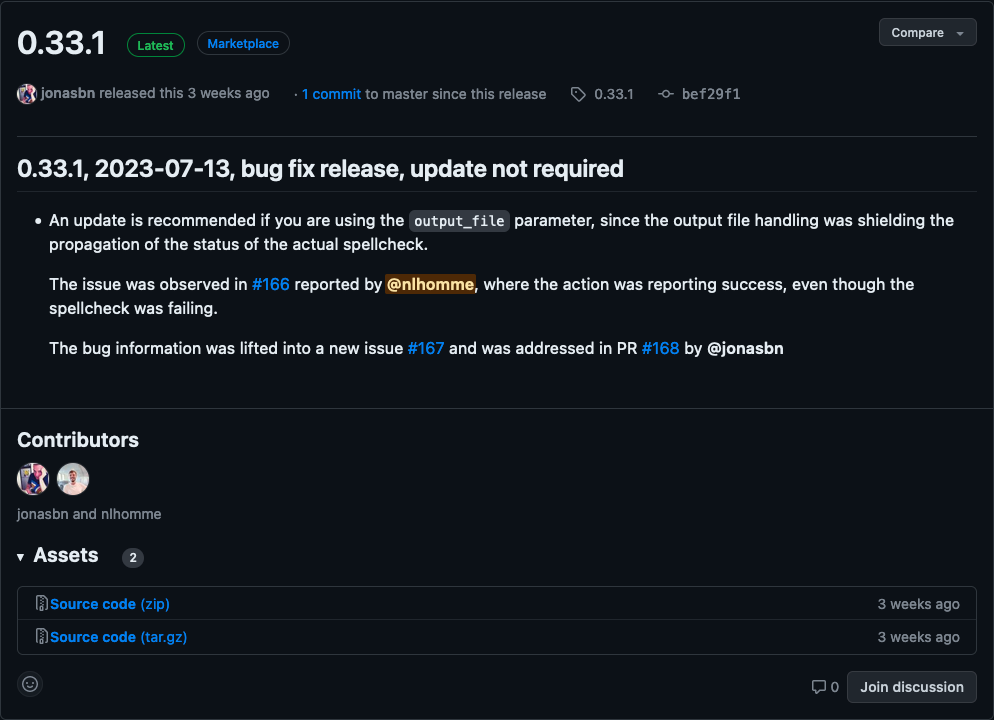 0.33.1 Latest Marketplace Compare
jonasbn released this 3 weeks ago · 1 commit to master since this release 0.33.1 bef29f1
0.33.1, 2023-07-13, bug fix release, update not required
• An update is recommended if you are using the output_file parameter, since the output file handling was shielding the
propagation of the status of the actual spellcheck.
The issue was observed in #166 reported by @nlhomme, where the action was reporting success, even though the
spellcheck was failing.
The bug information was lifted into a new issue #167 and was addressed in PR #168 by @jonasbn
Contributors
jonasbn and nlhomme
Assets 2
Source code (zip) 3 weeks ago
Source code (tar.gz) 3 weeks ago
0 Join discussion